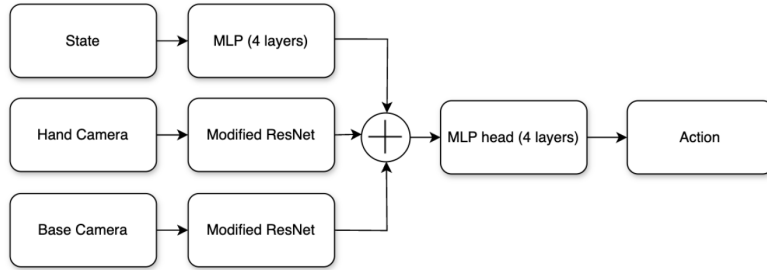 State
MLP (4 layers)
Hand Camera
Modified ResNet
MLP head (4 layers)
Action
Base Camera
Modified ResNet